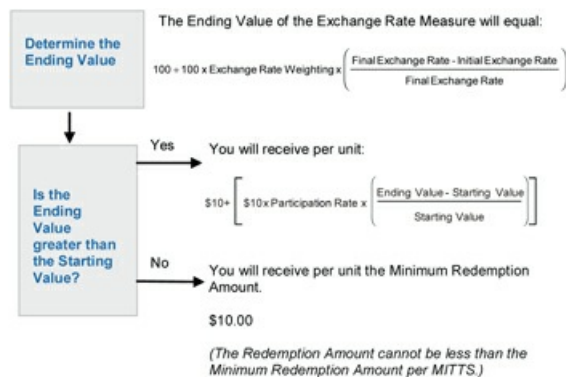 Determine the
Ending Value
The Ending Value of the Exchange Rate Measure will equal:
100 + 100 x Exchange Rate Weighting x ( Final Exchange Rate - Initial Exchange Rate
Final Exchange Rate )
Is the
Ending
Value
greater than
the Starting
Value?
Yes
You will receive per unit:
$10+ [ $10 x Participation Rate x ( Ending Value - Starting Value
Starting Value ) ]
No
You will receive per unit the Minimum Redemption
Amount.
$10.00
(The Redemption Amount cannot be less than the
Minimum Redemption Amount per MITTS.)